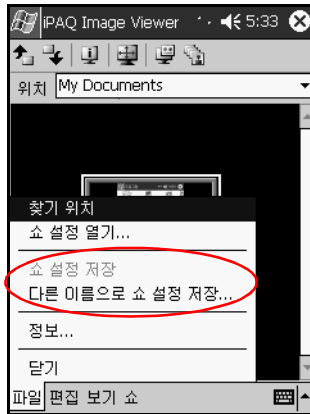 iPAQ Image Viewer 5:33
위치 My Documents
찾기 위치
쇼 설정 열기...
쇼 설정 저장
다른 이름으로 쇼 설정 저장...
정보...
닫기
파일 편집 보기 쇼